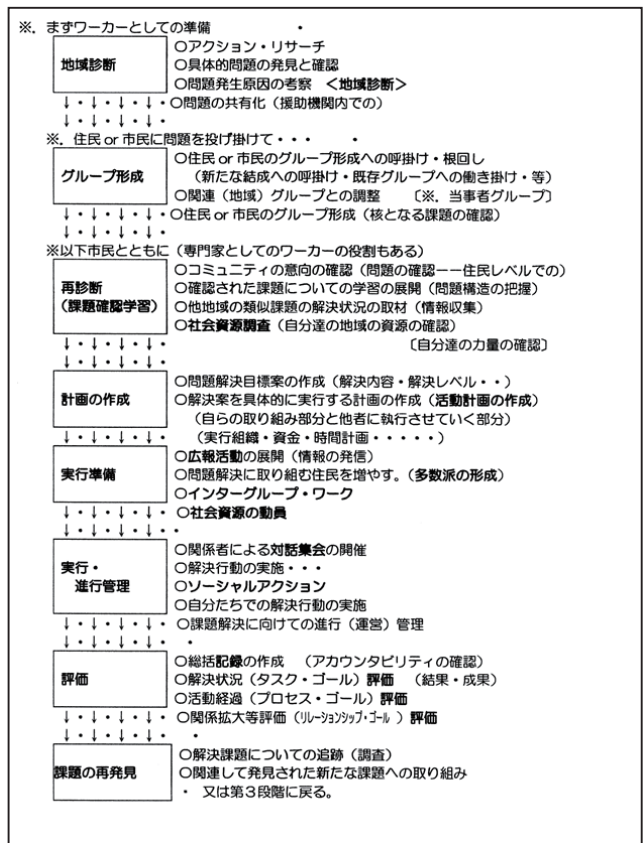 ※. まずワーカーとしての準備 ・
地域診断
〇アクション・リサーチ
〇具体的問題の発見と確認
〇問題発生原因の考察 <地域診断>
↓・↓・↓・↓・〇問題の共有化（援助機関内での）
↓・↓・↓・↓・
※. 住民 or 市民に問題を投げ掛けて・・・ ・
グループ形成
〇住民 or 市民のグループ形成への呼掛け・根回し
（新たな結成への呼掛け・既存グループへの働き掛け・等）
〇関連（地域）グループとの調整 〔※. 当事者グループ〕
↓・↓・↓・↓・〇住民 or 市民のグループ形成（核となる課題の確認）
↓・↓・↓・↓・
※以下市民とともに（専門家としてのワーカーの役割もある）
再診断
（課題確認学習）
〇コミュニティの意向の確認（問題の確認ーー住民レベルでの）
〇確認された課題についての学習の展開（問題構造の把握）
〇他地域の類似課題の解決状況の取材（情報収集）
〇社会資源調査（自分達の地域の資源の確認）
↓・↓・↓・↓・ 〔自分達の力量の確認〕
↓・↓・↓・↓・
計画の作成
〇問題解決目標案の作成（解決内容・解決レベル・・）
〇解決案を具体的に実行する計画の作成（活動計画の作成）
（自らの取り組み部分と他者に執行させていく部分）
↓・↓・↓・↓・ （実行組織・資金・時間計画・・・・・）
実行準備
〇広報活動の展開（情報の発信）
〇問題解決に取り組む住民を増やす。（多数派の形成）
〇インターグループ・ワーク
↓・↓・↓・↓・ 〇社会資源の動員
↓・↓・↓・↓・・
実行・
進行管理
〇関係者による対話集会の開催
〇解決行動の実施・・・
〇ソーシャルアクション
〇自分たちでの解決行動の実施
↓・↓・↓・↓・ 〇課題解決に向けての進行（運営）管理
↓・↓・↓・↓・ ・
評価
〇総括記録の作成 （アカウンタビリティの確認）
〇解決状況（タスク・ゴール）評価 （結果・成果）
〇活動経過（プロセス・ゴール）評価
↓・↓・↓・↓・ 〇関係拡大等評価（ﾘﾚｰｼｮﾝｼｯﾌﾟ・ｺﾞｰﾙ ）評価
↓・↓・↓・↓・ ・
課題の再発見
〇解決課題についての追跡（調査）
〇関連して発見された新たな課題への取り組み
・ 又は第３段階に戻る。